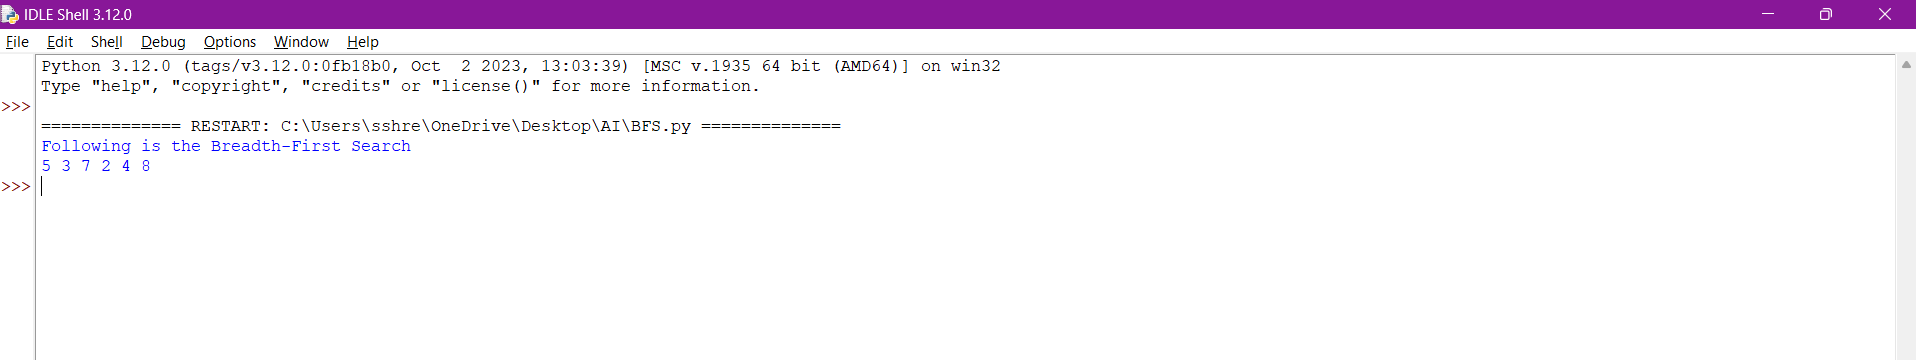 IDLE Shell 3.12.0
File Edit Shell Debug Options Window Help
Python 3.12.0 (tags/v3.12.0:0fb18b0, Oct  2 2023, 13:03:39) [MSC v.1935 64 bit (AMD64)] on win32
Type "help", "copyright", "credits" or "license()" for more information.
>>>
============== RESTART: C:\Users\sshre\OneDrive\Desktop\AI\BFS.py ==============
Following is the Breadth-First Search
5 3 7 2 4 8
>>>